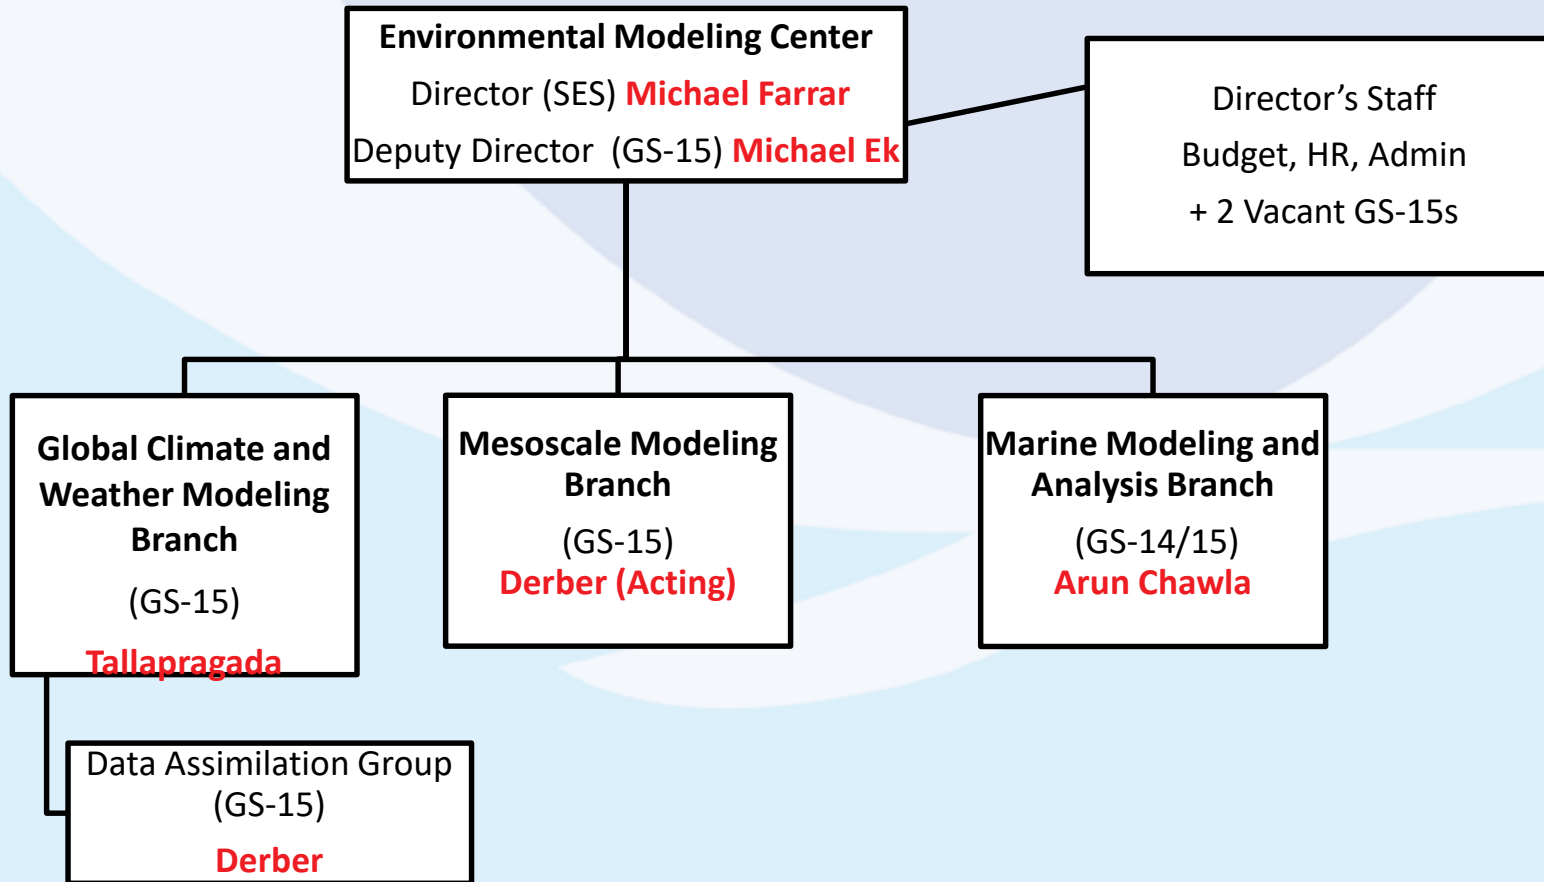 Environmental Modeling Center
Director (SES) Michael Farrar
Deputy Director (GS-15) Michael Ek
Director’s Staff
Budget, HR, Admin
+ 2 Vacant GS-15s
Global Climate and
Weather Modeling
Branch
(GS-15)
Tallapragada
Mesoscale Modeling
Branch
(GS-15)
Derber (Acting)
Marine Modeling and
Analysis Branch
(GS-14/15)
Arun Chawla
Data Assimilation Group
(GS-15)
Derber